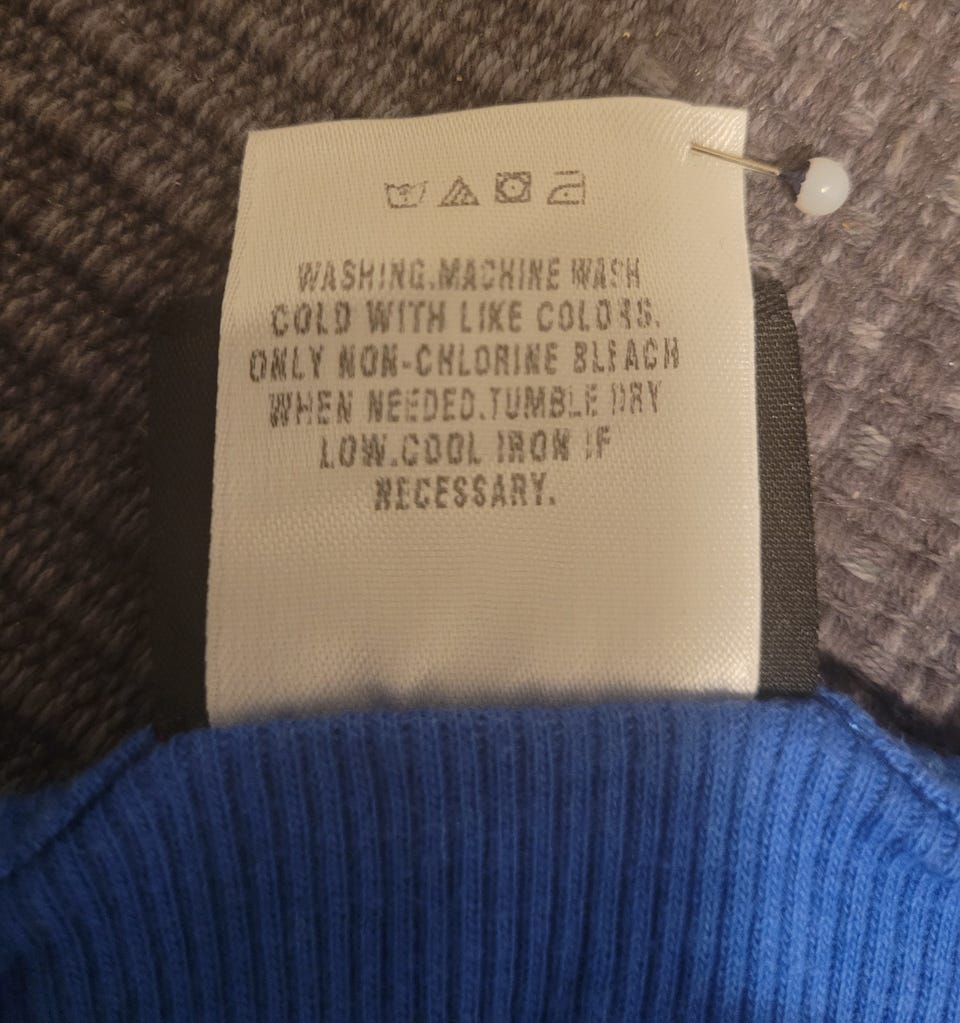 WASHING.MACHINE WASH
COLD WITH LIKE COLORS.
ONLY NON-CHLORINE BLEACH
WHEN NEEDED.TUMBLE DRY
LOW.COOL IRON IF
NECESSARY.